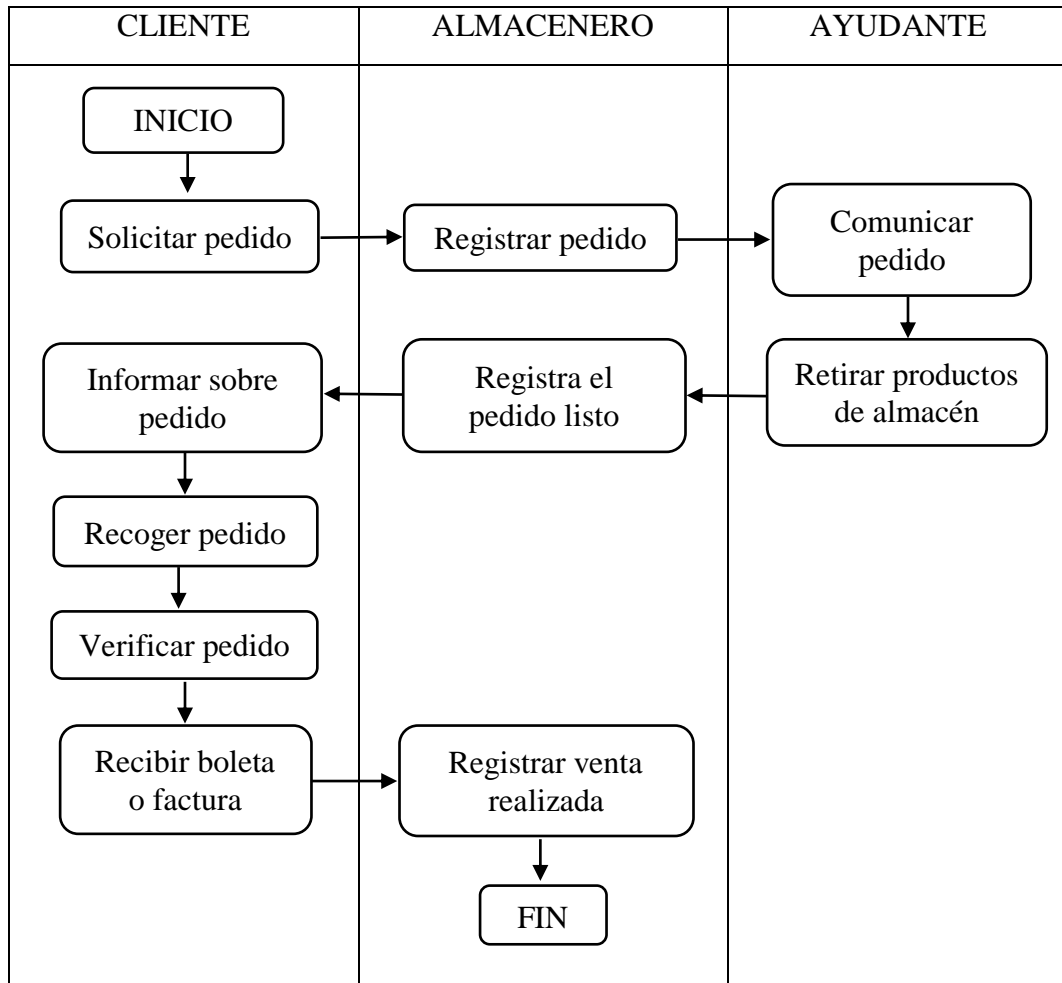 CLIENTE
ALMACENERO
AYUDANTE
INICIO
Solicitar pedido
Registrar pedido
Comunicar
pedido
Informar sobre
pedido
Registra el
pedido listo
Retirar productos
de almacén
Recoger pedido
Verificar pedido
Recibir boleta
o factura
Registrar venta
realizada
FIN